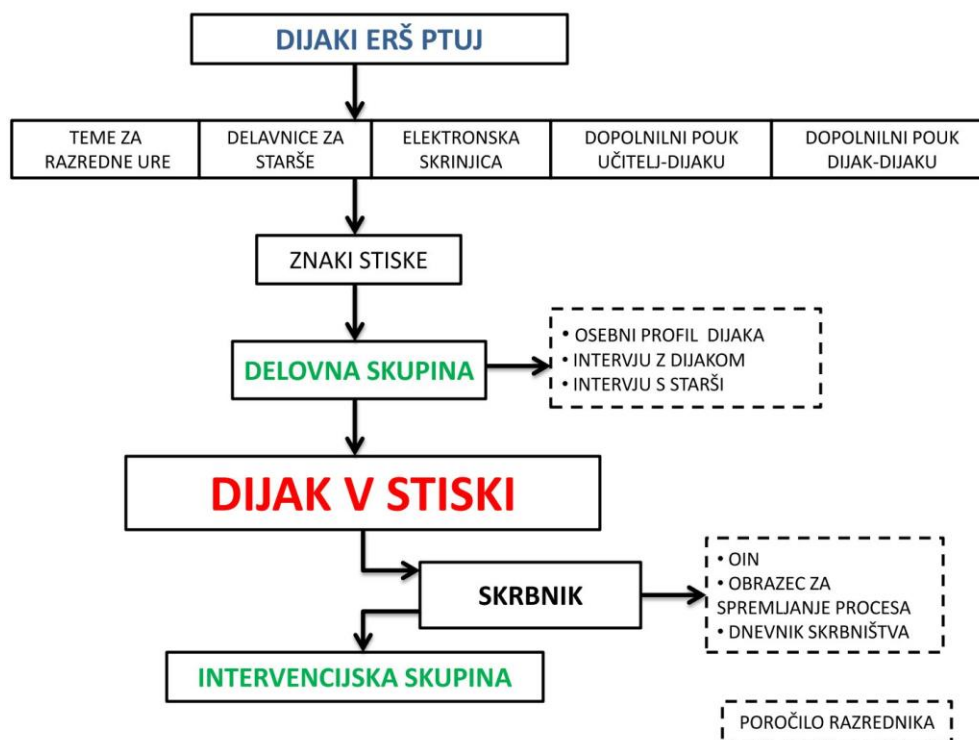 DIJAKI ERŠ PTUJ
TEME ZA
RAZREDNE URE
DELAVNICE ZA
STARŠE
ELEKTRONSKA
SKRINJICA
DOPOLNILNI POUK
UČITELJ-DIJAKU
DOPOLNILNI POUK
DIJAK-DIJAKU
ZNAKI STISKE
DELOVNA SKUPINA
• OSEBNI PROFIL DIJAKA
• INTERVJU Z DIJAKOM
• INTERVJU S STARŠI
DIJAK V STISKI
SKRBNIK
• OIN
• OBRAZEC ZA
SPREMLJANJE PROCESA
• DNEVNIK SKRBNIŠTVA
INTERVENCIJSKA SKUPINA
POROČILO RAZREDNIKA